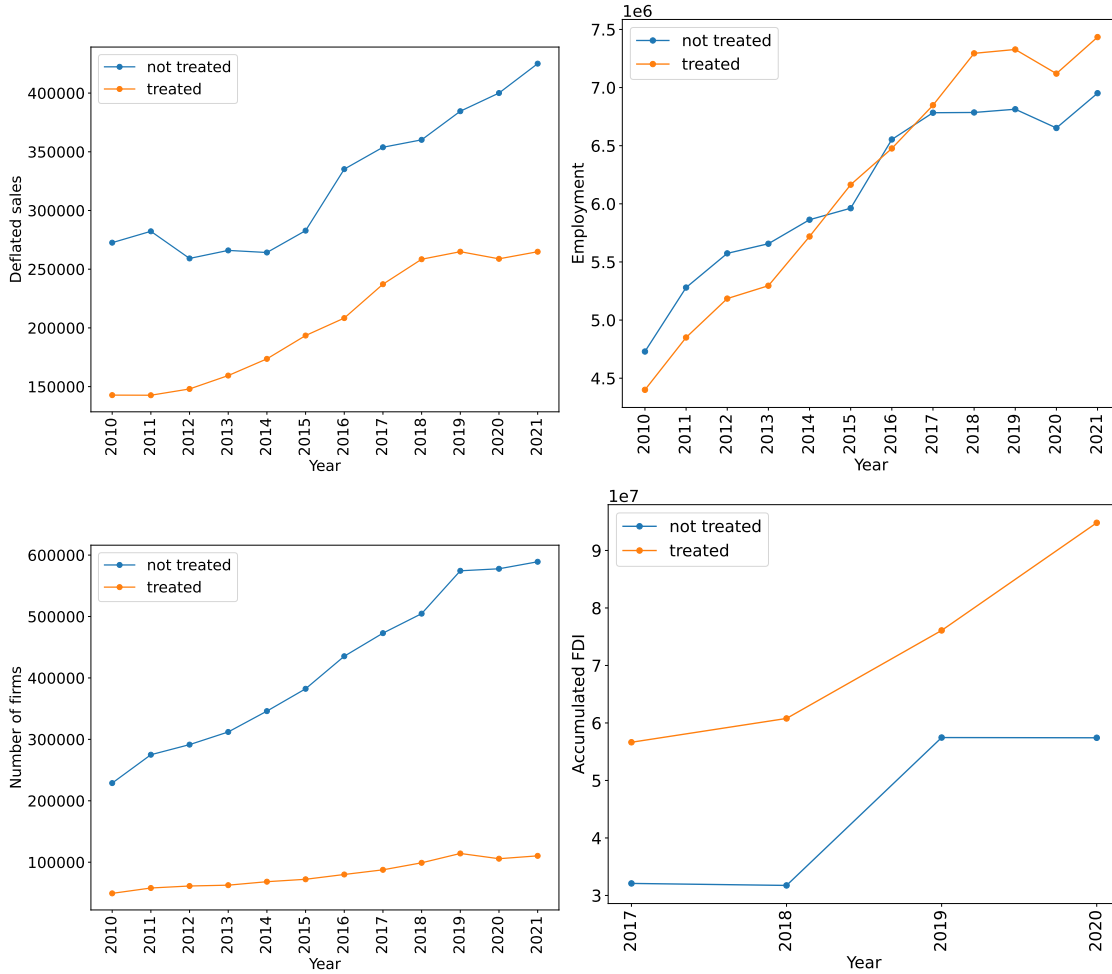 not treated
treated
400000
350000
300000
250000
200000
150000
Deflated sales
2010 2011 2012 2013 2014 2015 2016 2017 2018 2019 2020 2021
Year
1e6
not treated
treated
7.5
7.0
6.5
6.0
5.5
5.0
4.5
Employment
2010 2011 2012 2013 2014 2015 2016 2017 2018 2019 2020 2021
Year
not treated
treated
600000
500000
400000
300000
200000
100000
Number of firms
2010 2011 2012 2013 2014 2015 2016 2017 2018 2019 2020 2021
Year
1e7
not treated
treated
9
8
7
6
5
4
3
Accumulated FDI
2017 2018 2019 2020
Year